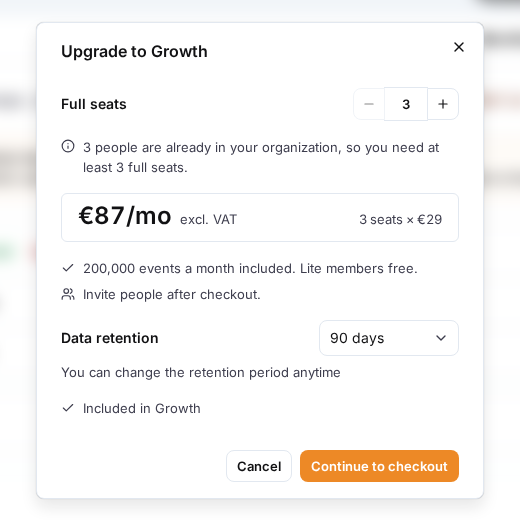 Upgrade to Growth
Full seats
3
3 people are already in your organization, so you need at
least 3 full seats.
€87/mo excl. VAT
3 seats × €29
200,000 events a month included. Lite members free.
Invite people after checkout.
Data retention
90 days
You can change the retention period anytime
Included in Growth
Cancel
Continue to checkout